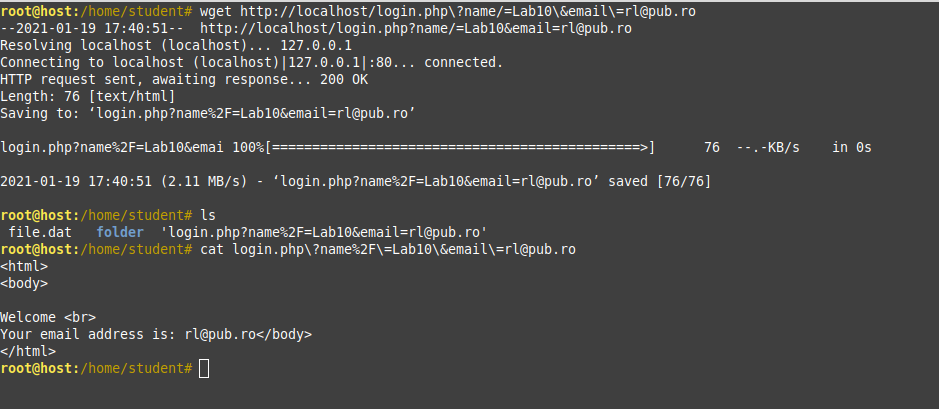 root@host:/home/student# wget http://localhost/login.php\?name/=Lab10\&email\=rl@pub.ro
--2021-01-19 17:40:51--  http://localhost/login.php?name/=Lab10&email=rl@pub.ro
Resolving localhost (localhost)... 127.0.0.1
Connecting to localhost (localhost)|127.0.0.1|:80... connected.
HTTP request sent, awaiting response... 200 OK
Length: 76 [text/html]
Saving to: ‘login.php?name%2F=Lab10&email=rl@pub.ro’
login.php?name%2F=Lab10&emai 100%[==============================================>]      76  --.-KB/s    in 0s
2021-01-19 17:40:51 (2.11 MB/s) - ‘login.php?name%2F=Lab10&email=rl@pub.ro’ saved [76/76]
root@host:/home/student# ls
 file.dat   folder  'login.php?name%2F=Lab10&email=rl@pub.ro'
root@host:/home/student# cat login.php\?name%2F\=Lab10\&email\=rl@pub.ro
<html>
<body>
Welcome <br>
Your email address is: rl@pub.ro</body>
</html>
root@host:/home/student#